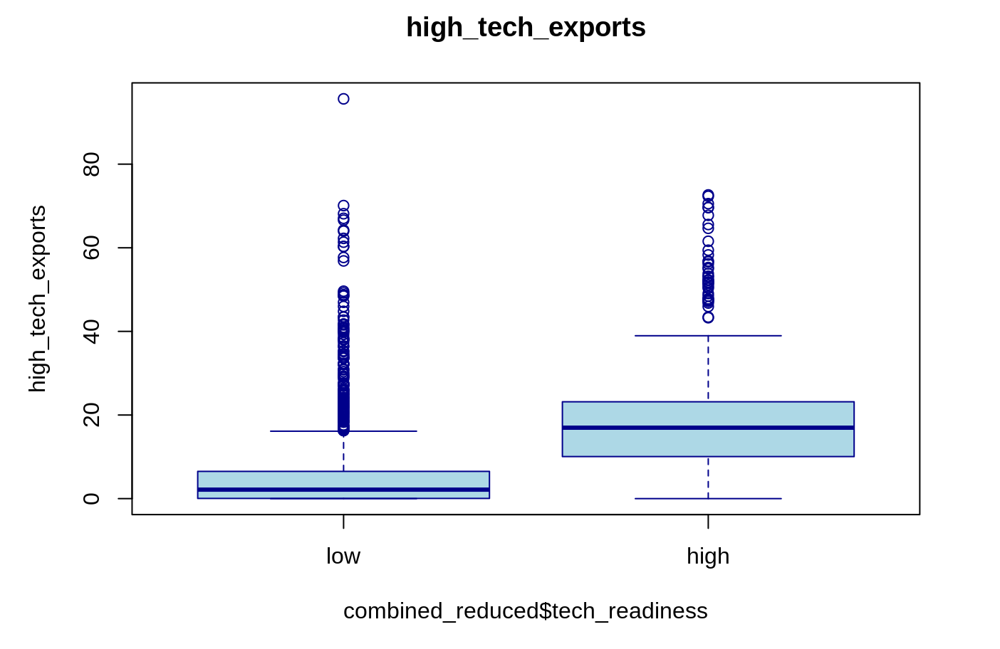 high_tech_exports
high_tech_exports
80
60
40
20
0
low
high
combined_reduced$tech_readiness